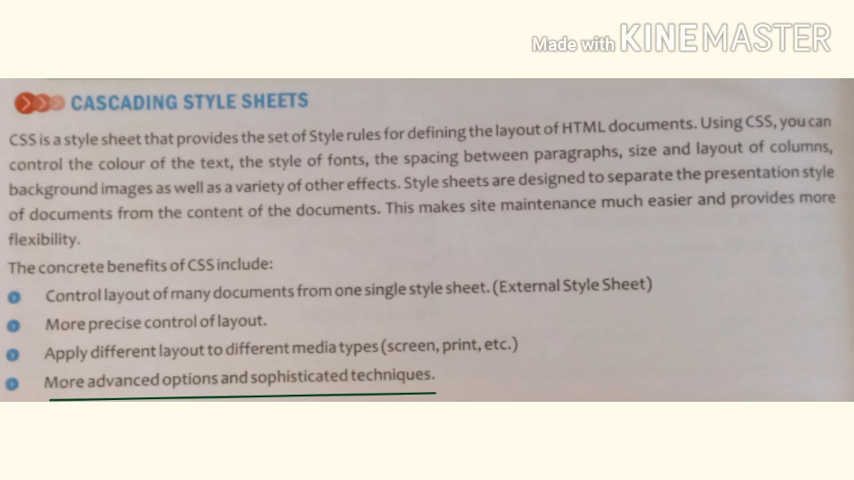 Made with KINEMASTER
CASCADING STYLE SHEETS
CSS is a style sheet that provides the set of Style rules for defining the layout of HTML documents. Using CSS, you can
control the colour of the text, the style of fonts, the spacing between paragraphs, size and layout of columns,
background images as well as a variety of other effects. Style sheets are designed to separate the presentation style
of documents from the content of the documents. This makes site maintenance much easier and provides more
flexibility.
The concrete benefits of CSS include:
Control layout of many documents from one single style sheet. (External Style Sheet)
More precise control of layout.
Apply different layout to different media types (screen, print, etc.)
More advanced options and sophisticated techniques.